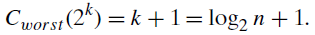 C_worst(2^k) = k + 1 = log_2 n + 1.